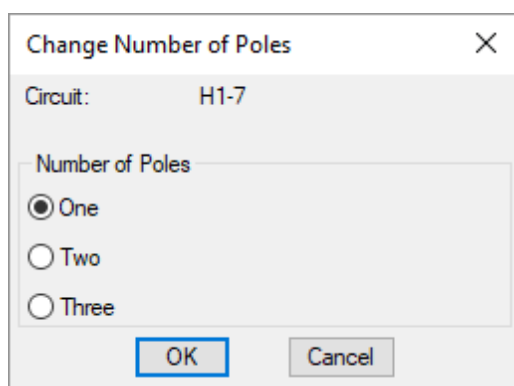 Change Number of Poles
Circuit: H1-7
Number of Poles
One
Two
Three
OK Cancel